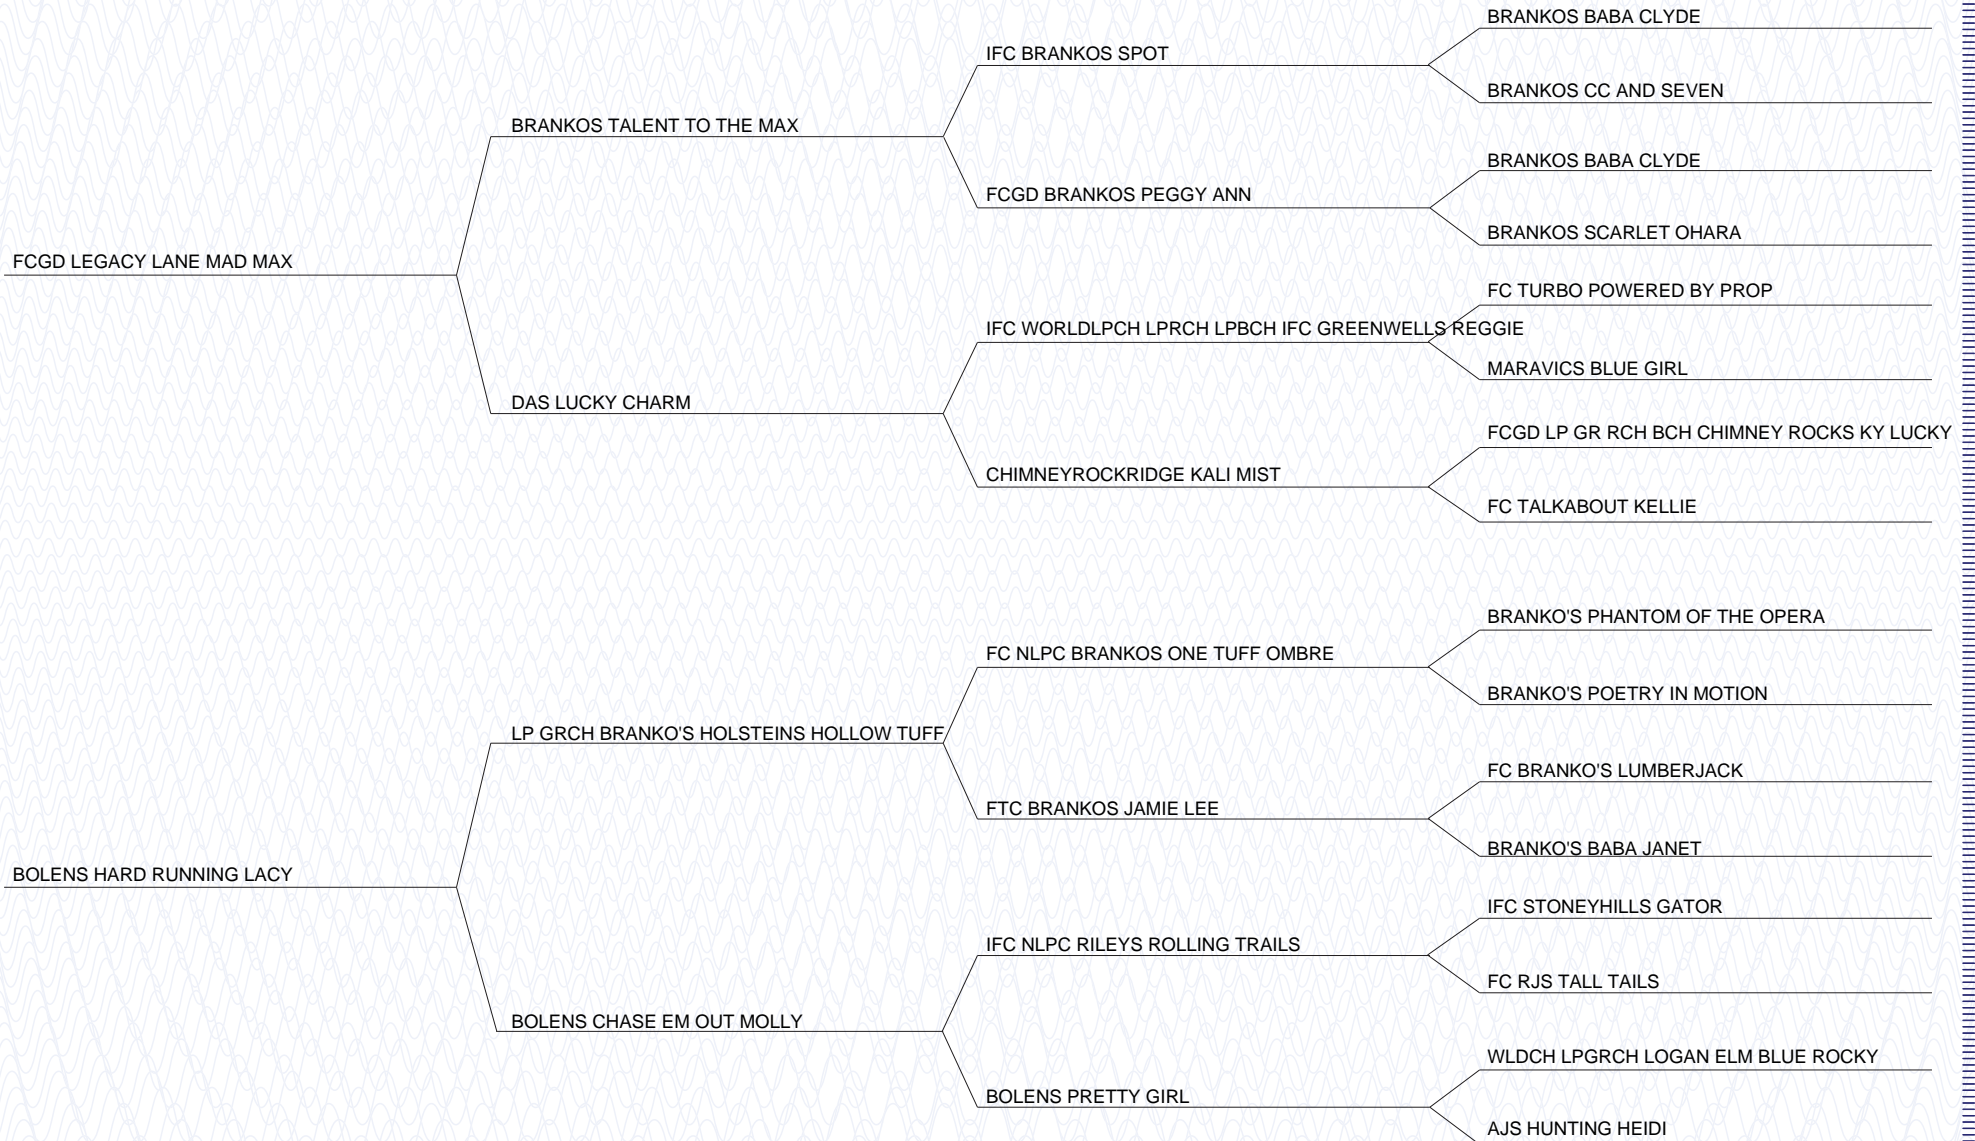 BRANKOS BABA CLYDE
IFC BRANKOS SPOT
BRANKOS CC AND SEVEN
BRANKOS TALENT TO THE MAX
BRANKOS BABA CLYDE
FCGD BRANKOS PEGGY ANN
BRANKOS SCARLET OHARA
FCGD LEGACY LANE MAD MAX
FC TURBO POWERED BY PROP
IFC WORLDLPCH LPRCH LPBCH IFC GREENWELLS REGGIE
MARAVICS BLUE GIRL
DAS LUCKY CHARM
FCGD LP GR RCH BCH CHIMNEY ROCKS KY LUCKY
CHIMNEYROCKRIDGE KALI MIST
FC TALKABOUT KELLIE
BRANKO'S PHANTOM OF THE OPERA
FC NLPC BRANKOS ONE TUFF OMBRE
BRANKO'S POETRY IN MOTION
LP GRCH BRANKO'S HOLSTEINS HOLLOW TUFF
FC BRANKO'S LUMBERJACK
FTC BRANKOS JAMIE LEE
BRANKO'S BABA JANET
BOLENS HARD RUNNING LACY
IFC STONEYHILLS GATOR
IFC NLPC RILEYS ROLLING TRAILS
FC RJS TALL TAILS
BOLENS CHASE EM OUT MOLLY
WLDCH LPGRCH LOGAN ELM BLUE ROCKY
BOLENS PRETTY GIRL
AJS HUNTING HEIDI